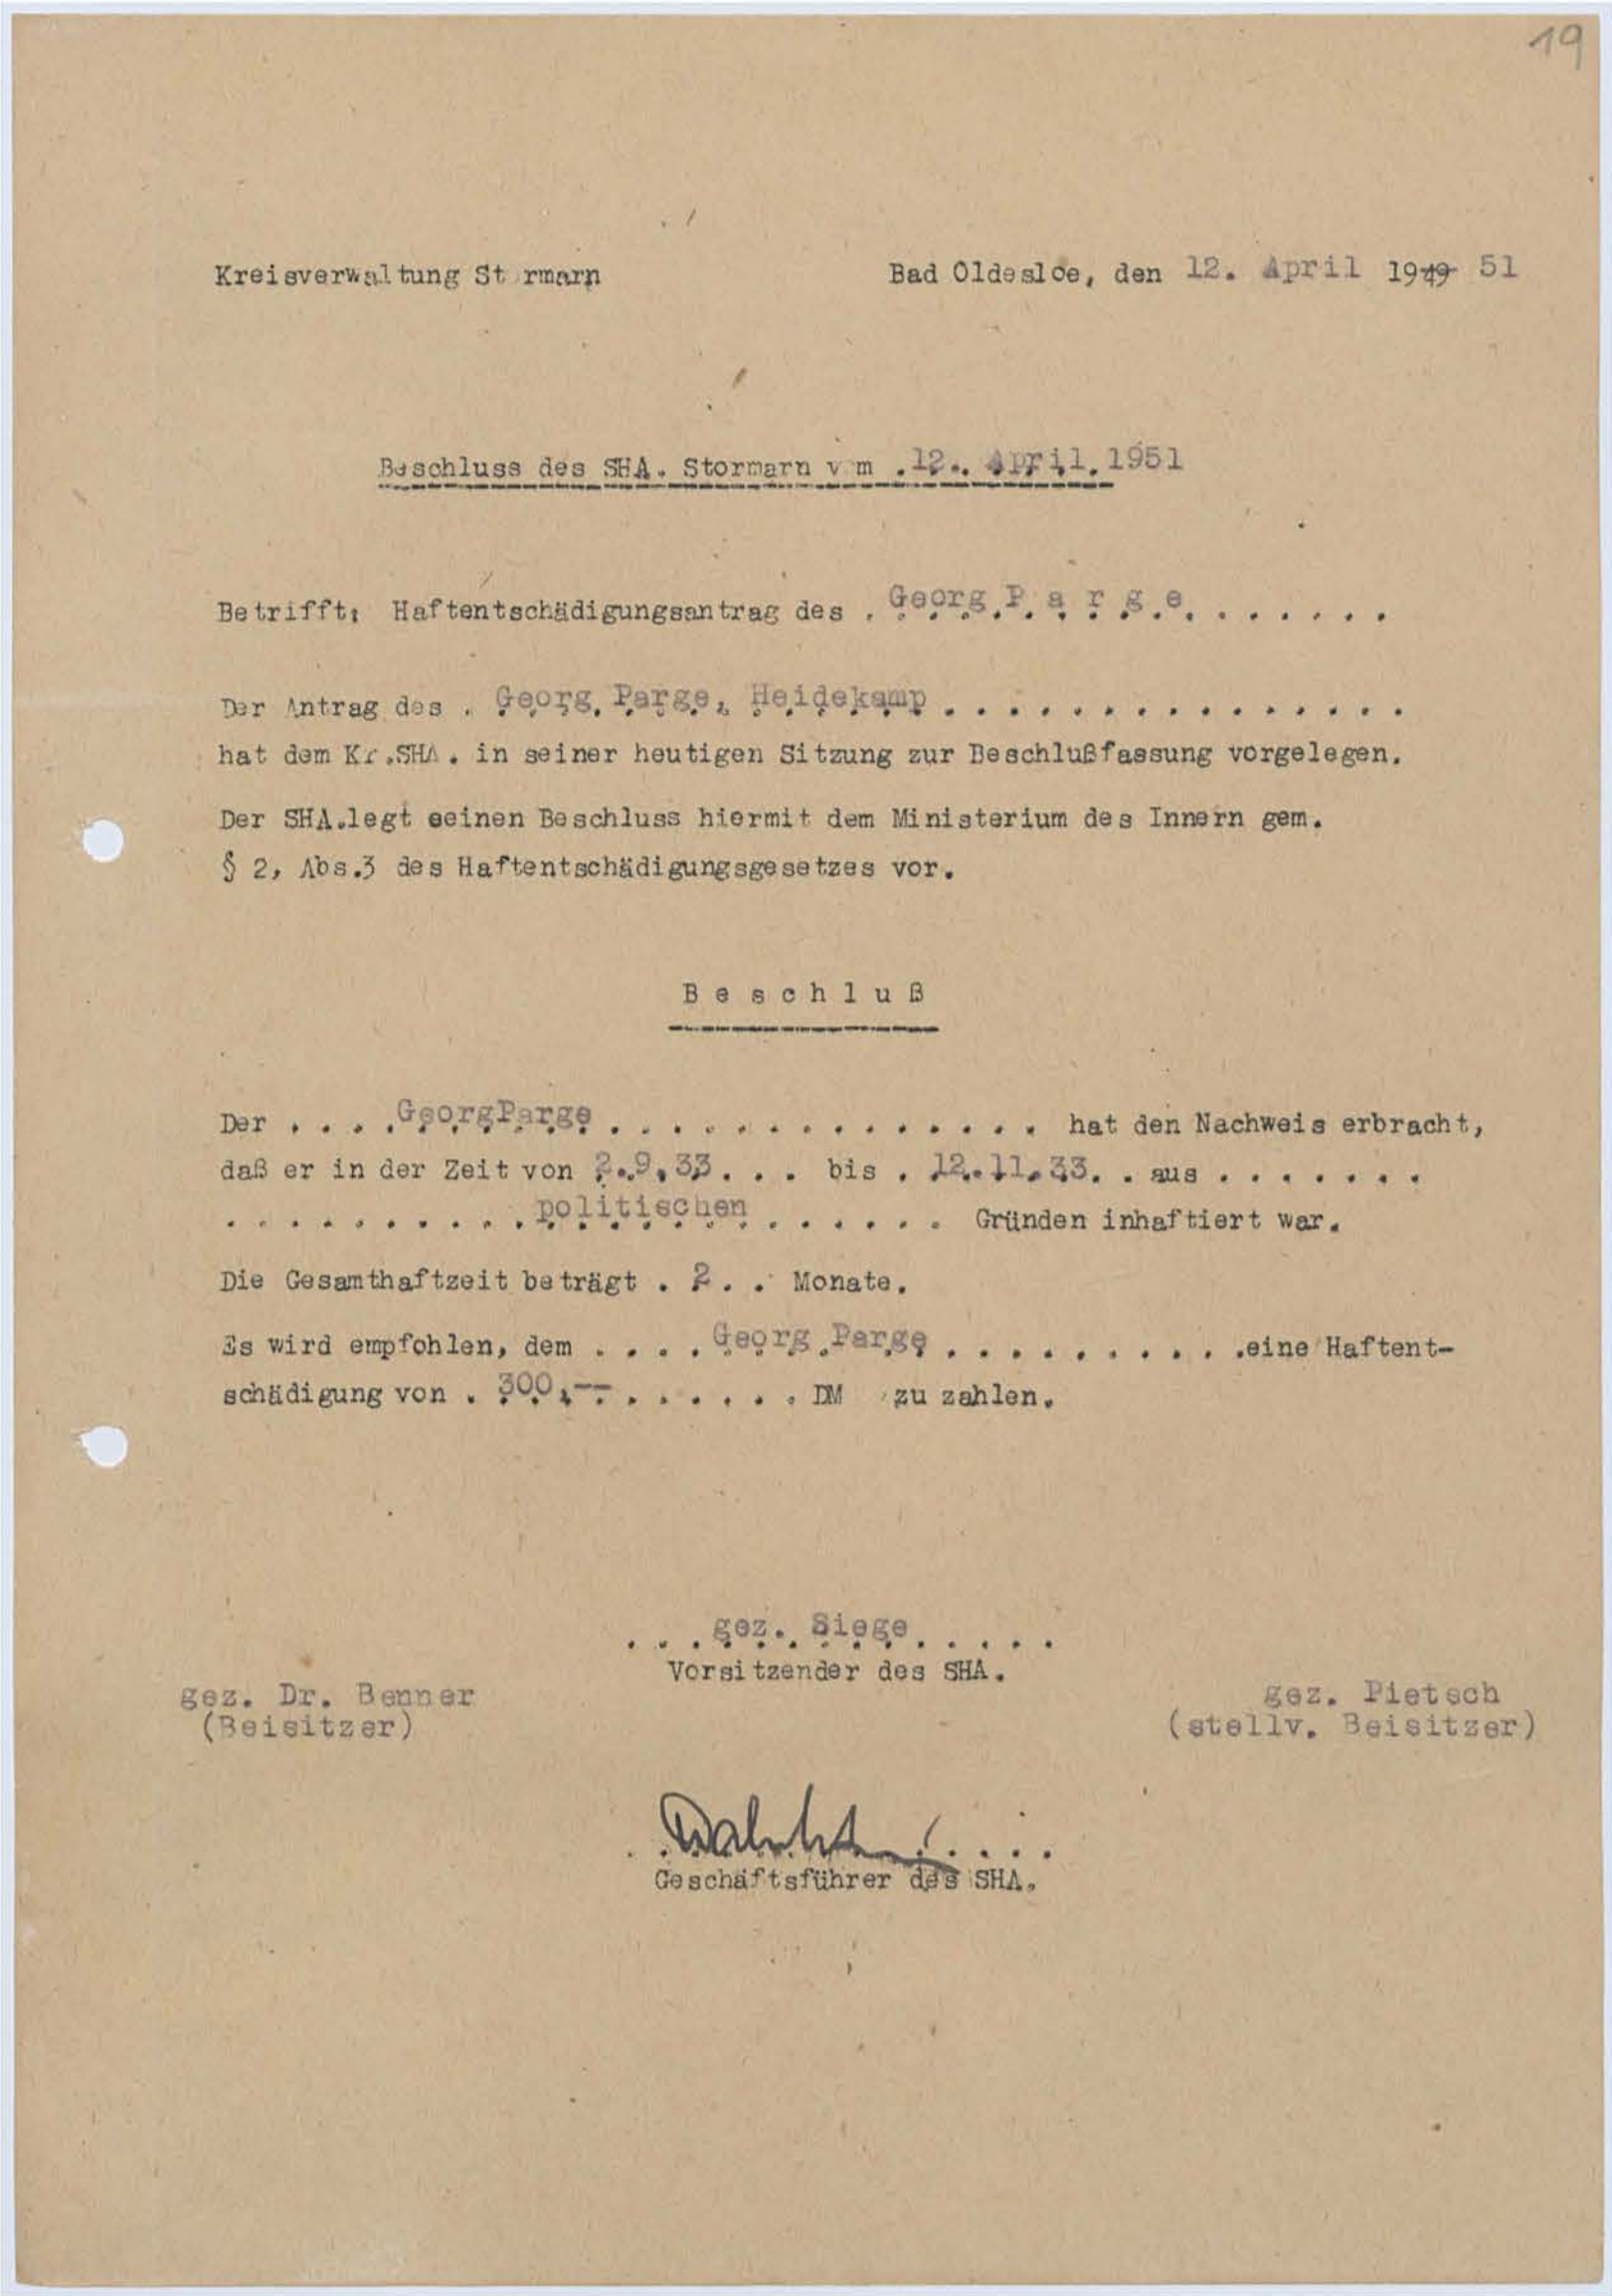 19
Kreisverwaltung Stormarn Bad Oldesloe, den 12. April 1949 51
Beschluss des SHA. Stormarn vom .12.. April. 1951
Betrifft: Haftentschädigungsantrag des . Georg P a r g e . . . . . . .
Der Antrag des . Georg Parge, Heidekamp . . . . . . . . . . . . . . .
hat dem Kr.SHA. in seiner heutigen Sitzung zur Beschlußfassung vorgelegen.
Der SHA.legt seinen Beschluss hiermit dem Ministerium des Innern gem.
§ 2, Abs.3 des Haftentschädigungsgesetzes vor.
B e s c h l u ß
Der . . . . GeorgParge . . . . . . . . . . . . . . hat den Nachweis erbracht,
daß er in der Zeit von 2.9.33. . . bis . 12.11.33. . aus . . . . . . .
. . . . . . . . . . politischen . . . . . . Gründen inhaftiert war.
Die Gesamthaftzeit beträgt . 2 . . Monate.
Es wird empfohlen, dem . . . . Georg Parge . . . . . . . . . .eine Haftent-
schädigung von . 300,-- . . . . . . DM zu zahlen.
. . . gez. Siege . . . . .
Vorsitzender des SHA.
gez. Dr. Benner gez. Pietsch
(Beisitzer) (stellv. Beisitzer)
Geschäftsführer des SHA.